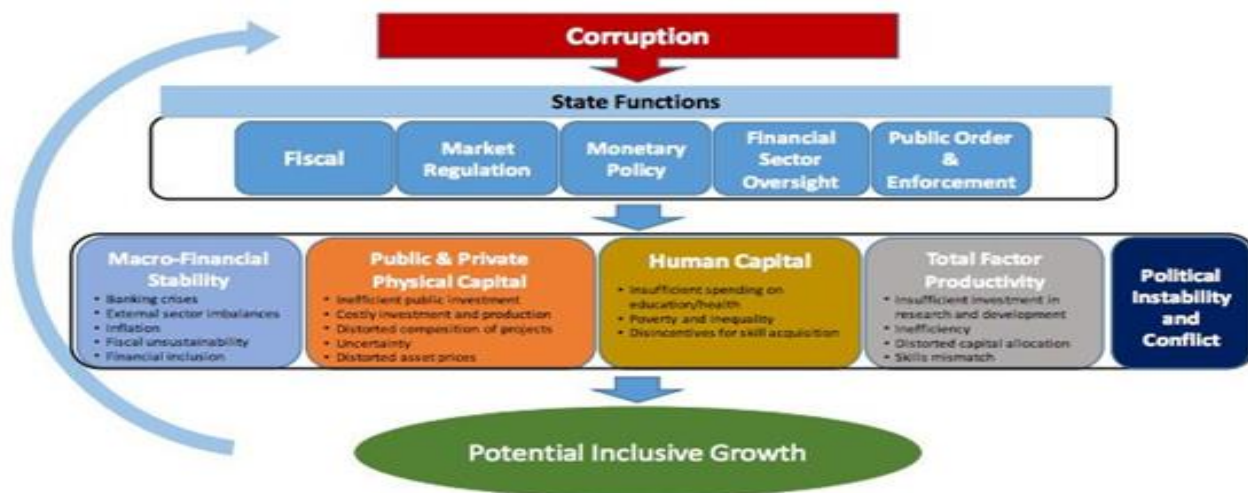 Corruption
State Functions
Fiscal
Market
Regulation
Monetary
Policy
Financial
Sector
Oversight
Public Order
&
Enforcement
Macro-Financial
Stability
• Banking crises
• External sector imbalances
• Inflation
• Fiscal unsustainability
• Financial inclusion
Public & Private
Physical Capital
• Inefficient public investment
• Costly investment and production
• Distorted composition of projects
• Uncertainty
• Distorted asset prices
Human Capital
• Insufficient spending on
education/health
• Poverty and inequality
• Disincentives for skill acquisition
Total Factor
Productivity
• Insufficient investment in
research and development
• Inefficiency
• Distorted capital allocation
• Skills mismatch
Political
Instability
and
Conflict
Potential Inclusive Growth